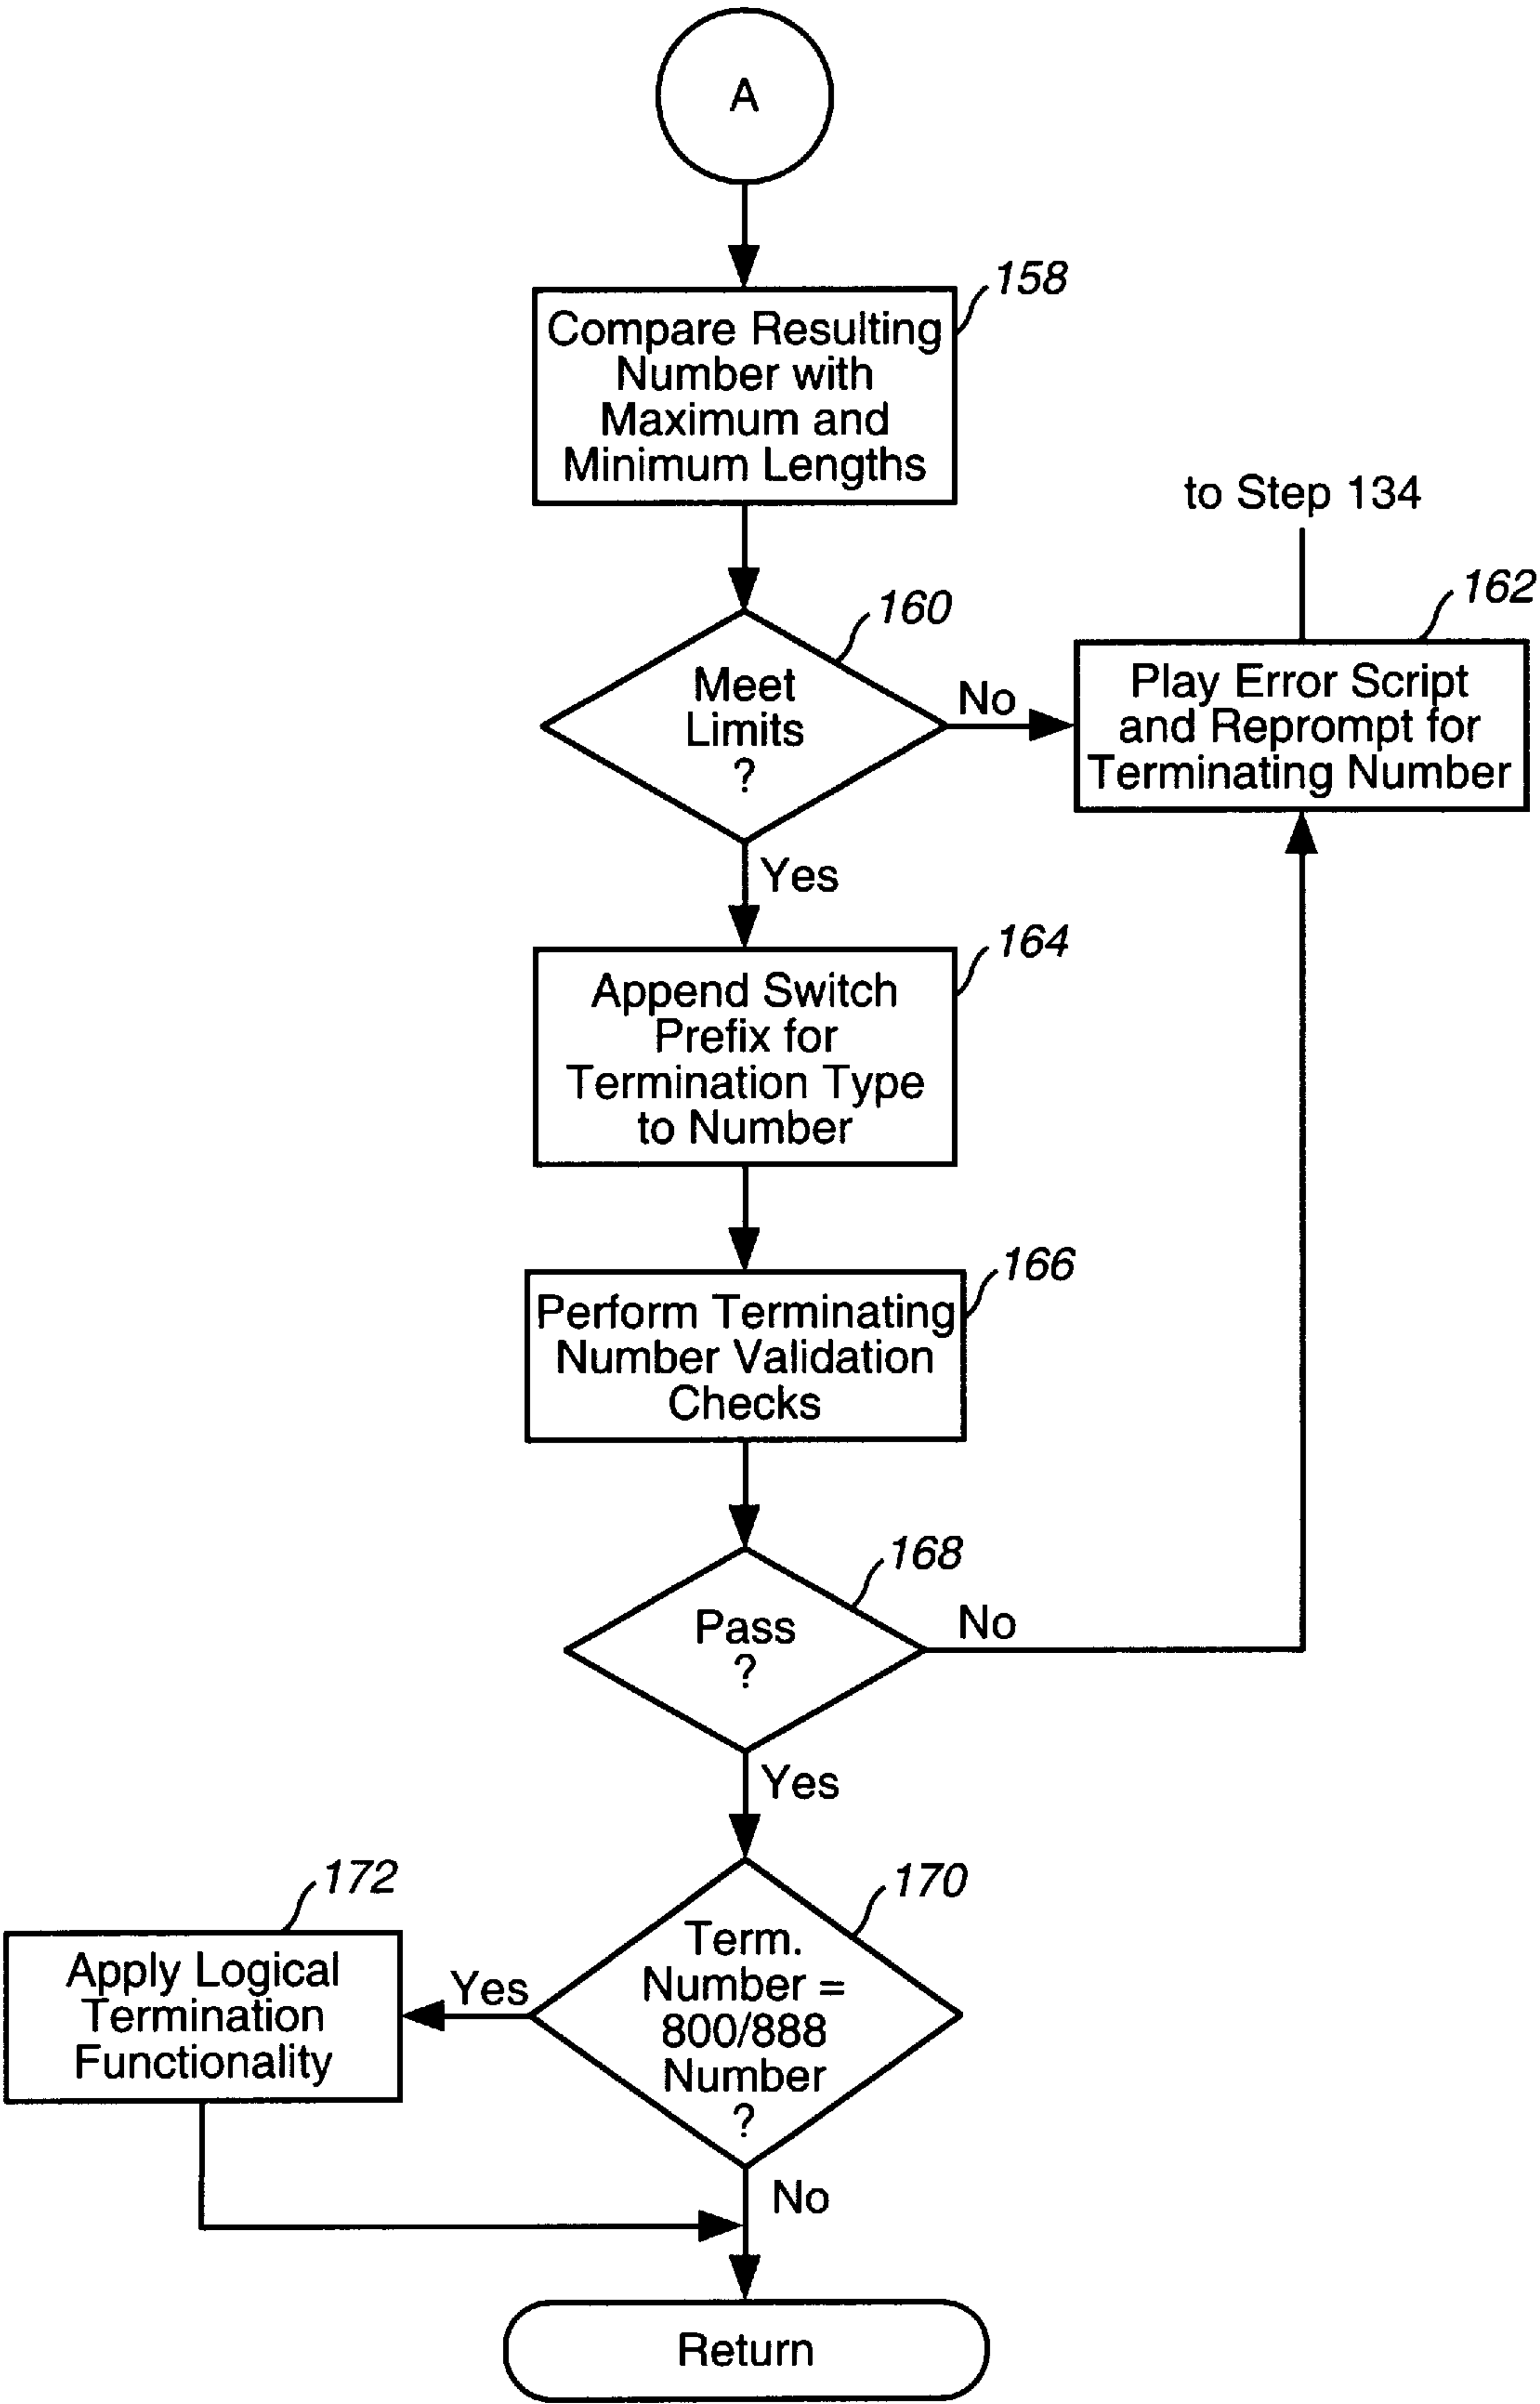 A
158
Compare Resulting
Number with
Maximum and
Minimum Lengths
to Step 134
160
Meet
Limits
?
No
162
Play Error Script
and Reprompt for
Terminating Number
Yes
164
Append Switch
Prefix for
Termination Type
to Number
166
Perform Terminating
Number Validation
Checks
168
Pass
?
No
Yes
170
Term.
Number =
800/888
Number
?
Yes
172
Apply Logical
Termination
Functionality
No
Return